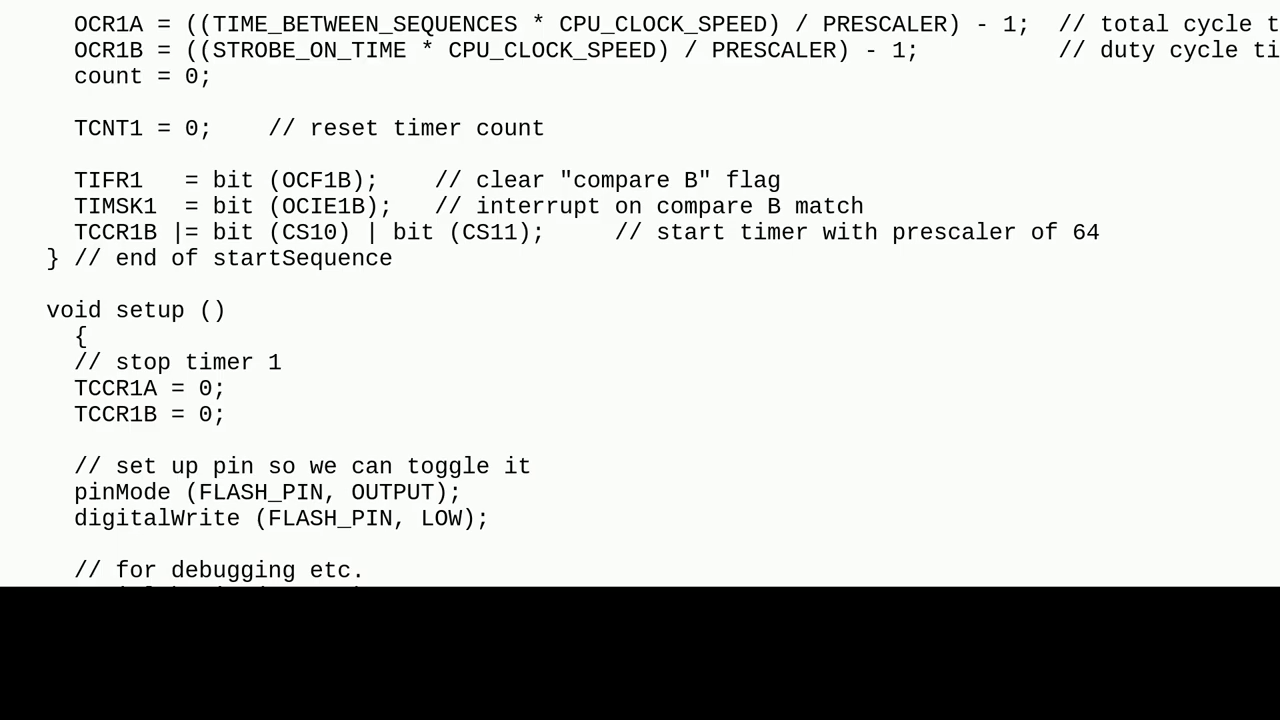 OCR1A = ((TIME_BETWEEN_SEQUENCES * CPU_CLOCK_SPEED) / PRESCALER) - 1;  // total cycle t
OCR1B = ((STROBE_ON_TIME * CPU_CLOCK_SPEED) / PRESCALER) - 1;          // duty cycle ti
count = 0;
TCNT1 = 0;    // reset timer count
TIFR1   = bit (OCF1B);    // clear "compare B" flag
TIMSK1  = bit (OCIE1B);   // interrupt on compare B match
TCCR1B |= bit (CS10) | bit (CS11);     // start timer with prescaler of 64
} // end of startSequence
void setup ()
{
// stop timer 1
TCCR1A = 0;
TCCR1B = 0;
// set up pin so we can toggle it
pinMode (FLASH_PIN, OUTPUT);
digitalWrite (FLASH_PIN, LOW);
// for debugging etc.